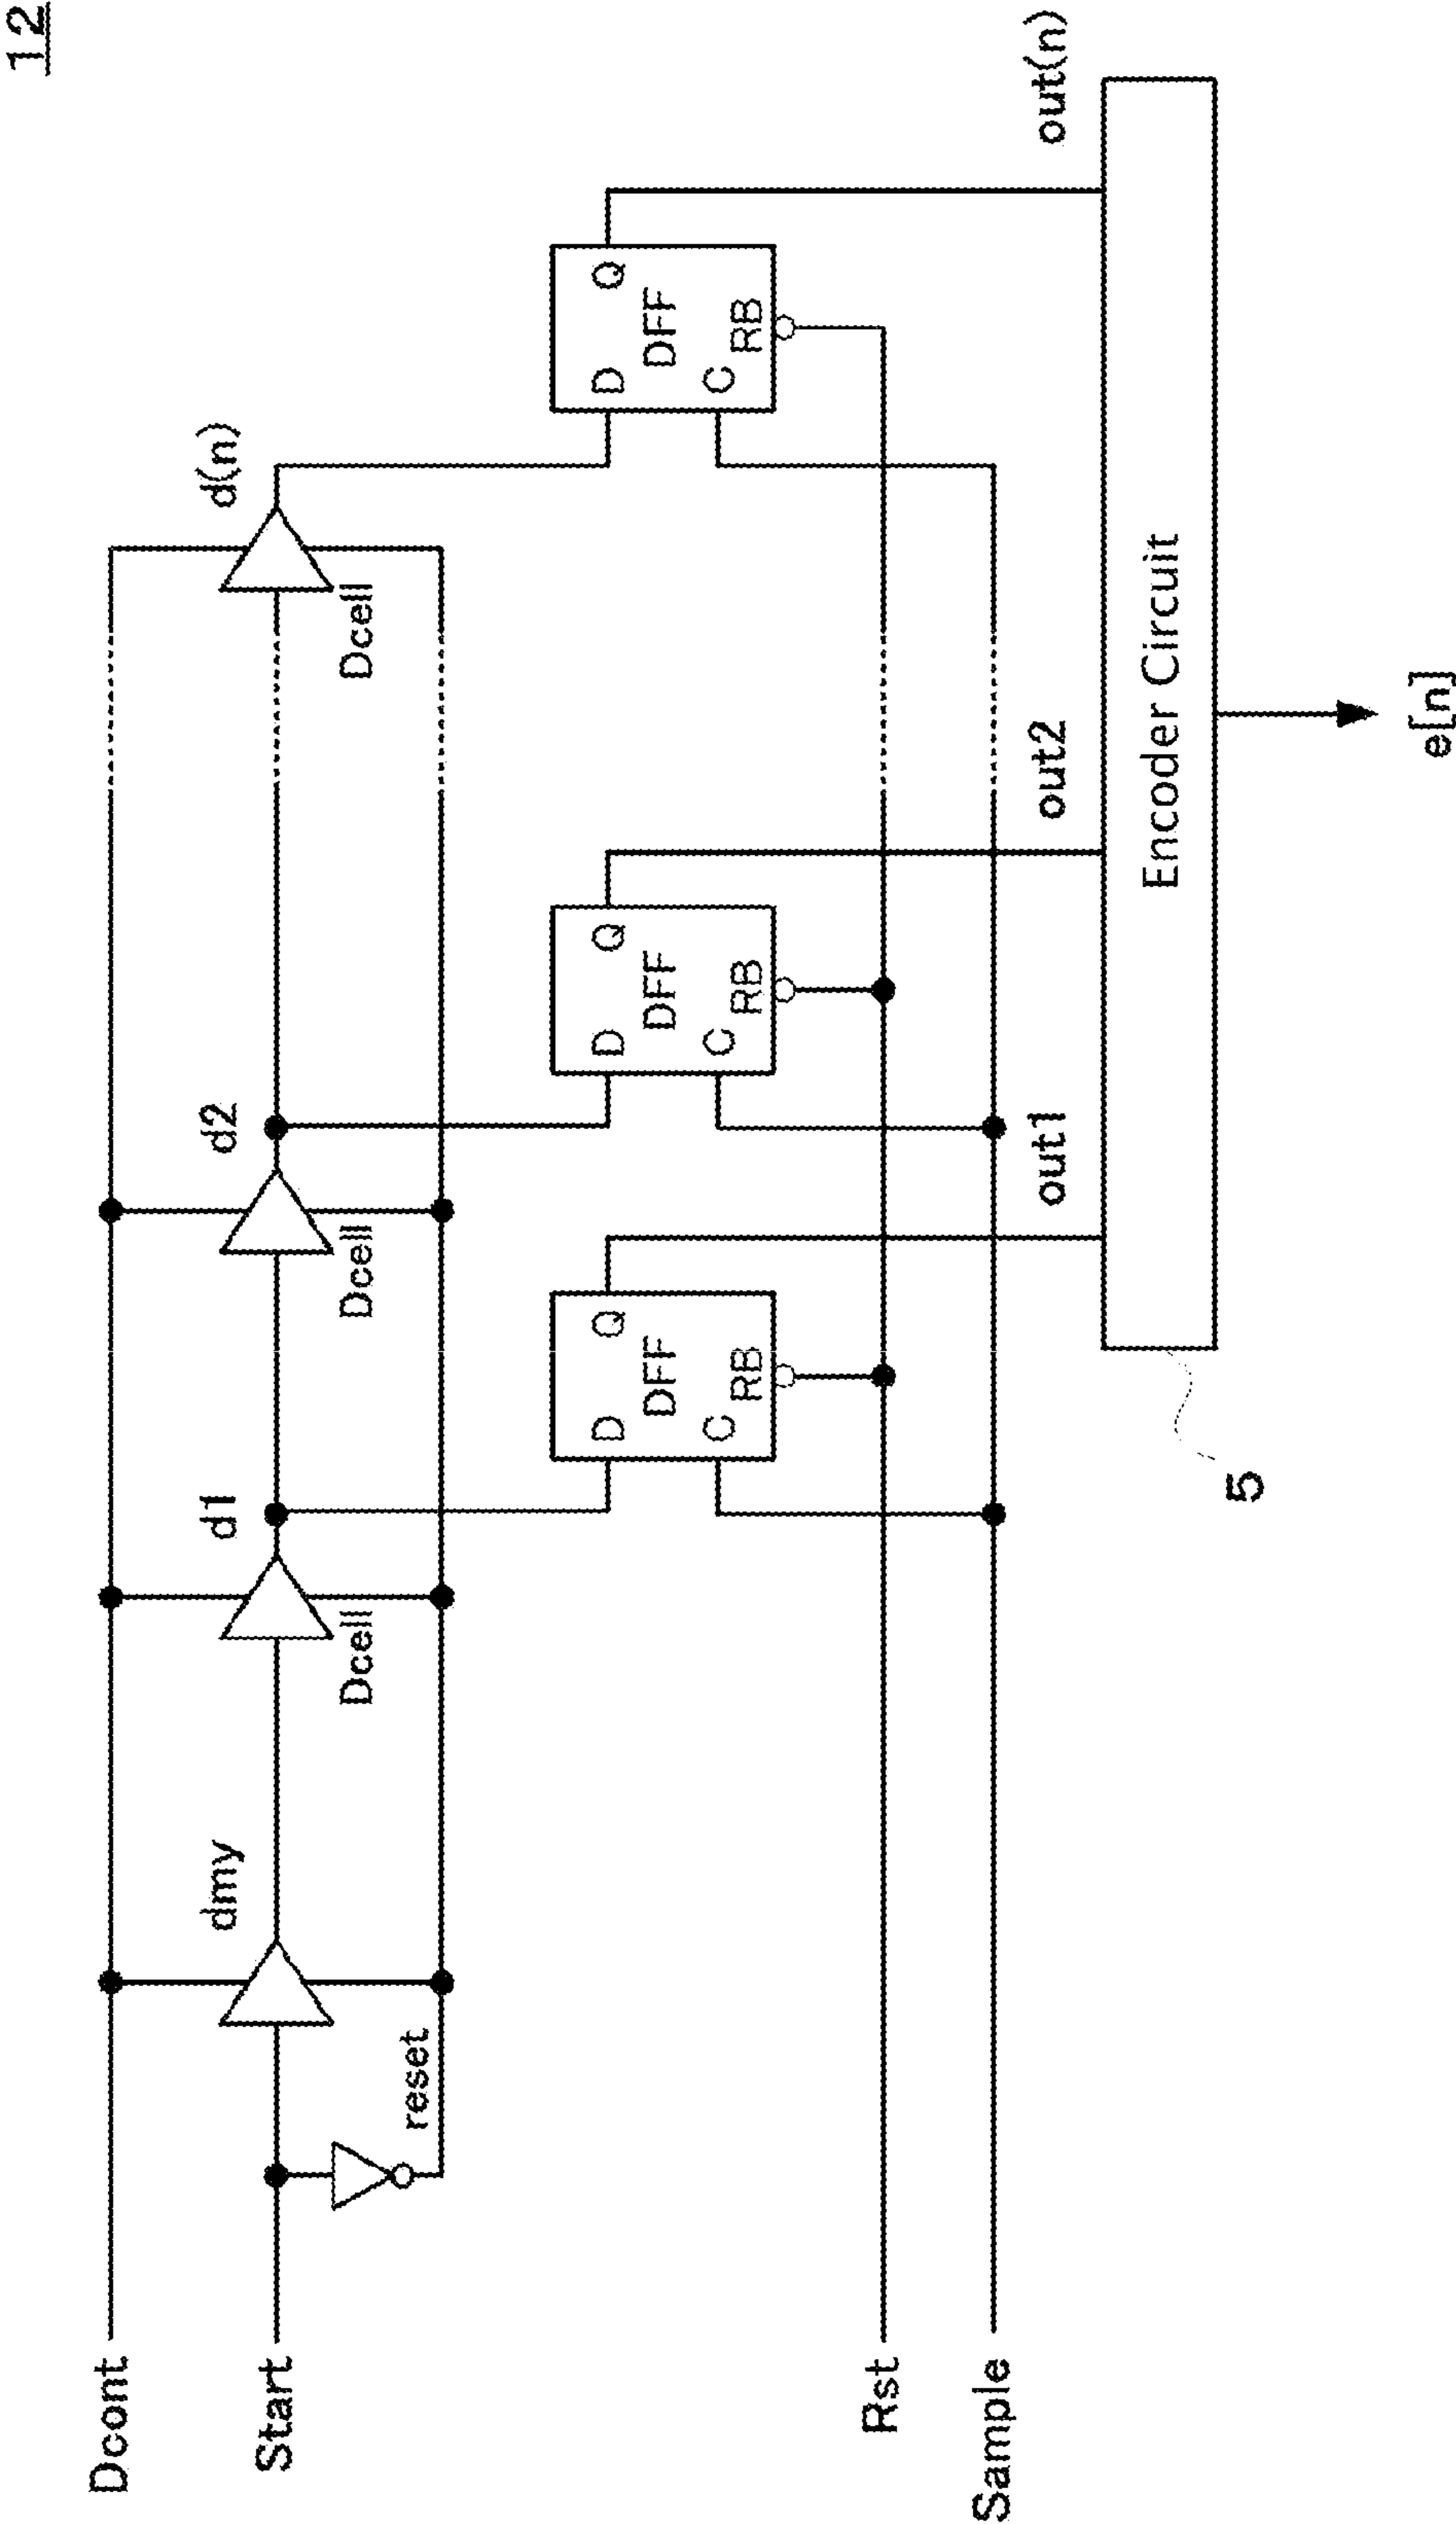 12
Dcont
Start
reset
dmy
d1
d2
d(n)
Dcell
Dcell
Dcell
D
Q
DFF
C
RB
D
Q
DFF
C
RB
D
Q
DFF
C
RB
Rst
Sample
out1
out2
out(n)
Encoder Circuit
5
e[n]